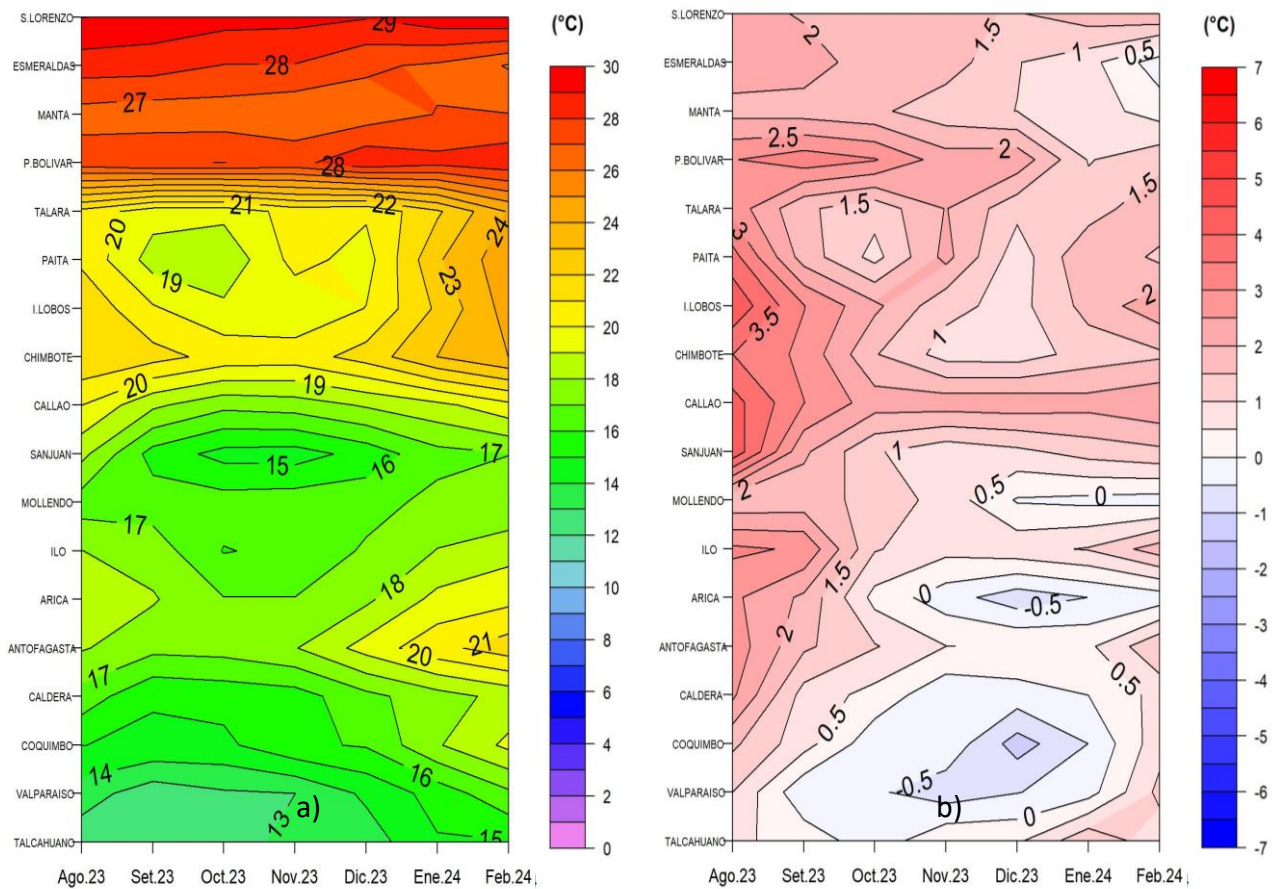 S.LORENZO
ESMERALDAS
MANTA
P.BOLIVAR
TALARA
PAITA
I.LOBOS
CHIMBOTE
CALLAO
SANJUAN
MOLLENDO
ILO
ARICA
ANTOFAGASTA
CALDERA
COQUIMBO
VALPARAISO
TALCAHUANO
29
28
27
28
21
22
20
24
19
23
20
19
17
15
16
17
18
21
20
17
14
16
13
15
a)
Ago.23 Set.23 Oct.23 Nov.23 Dic.23 Ene.24 Feb.24
(°C)
30
28
26
24
22
20
18
16
14
12
10
8
6
4
2
0
S.LORENZO
ESMERALDAS
MANTA
P.BOLIVAR
TALARA
PAITA
I.LOBOS
CHIMBOTE
CALLAO
SANJUAN
MOLLENDO
ILO
ARICA
ANTOFAGASTA
CALDERA
COQUIMBO
VALPARAISO
TALCAHUANO
2
1.5
1
0.5
2.5
2
1.5
1.5
3
2
3.5
1
1
2
0.5
0
1.5
0
-0.5
2
0.5
0.5
-0.5
0
b)
Ago.23 Set.23 Oct.23 Nov.23 Dic.23 Ene.24 Feb.24
(°C)
7
6
5
4
3
2
1
0
-1
-2
-3
-4
-5
-6
-7